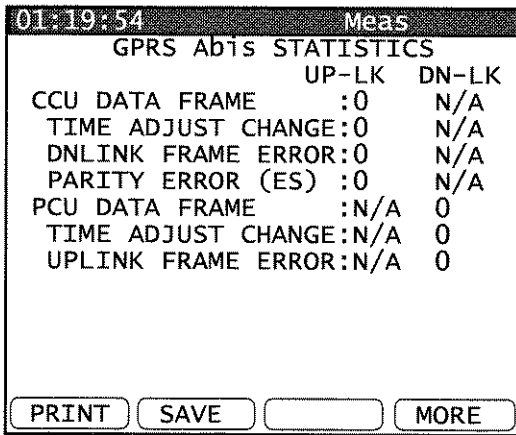 01:19:54 Meas
GPRS Abis STATISTICS
UP-LK DN-LK
CCU DATA FRAME :0 N/A
TIME ADJUST CHANGE:0 N/A
DNLINK FRAME ERROR:0 N/A
PARITY ERROR (ES) :0 N/A
PCU DATA FRAME :N/A 0
TIME ADJUST CHANGE:N/A 0
UPLINK FRAME ERROR:N/A 0
PRINT SAVE MORE